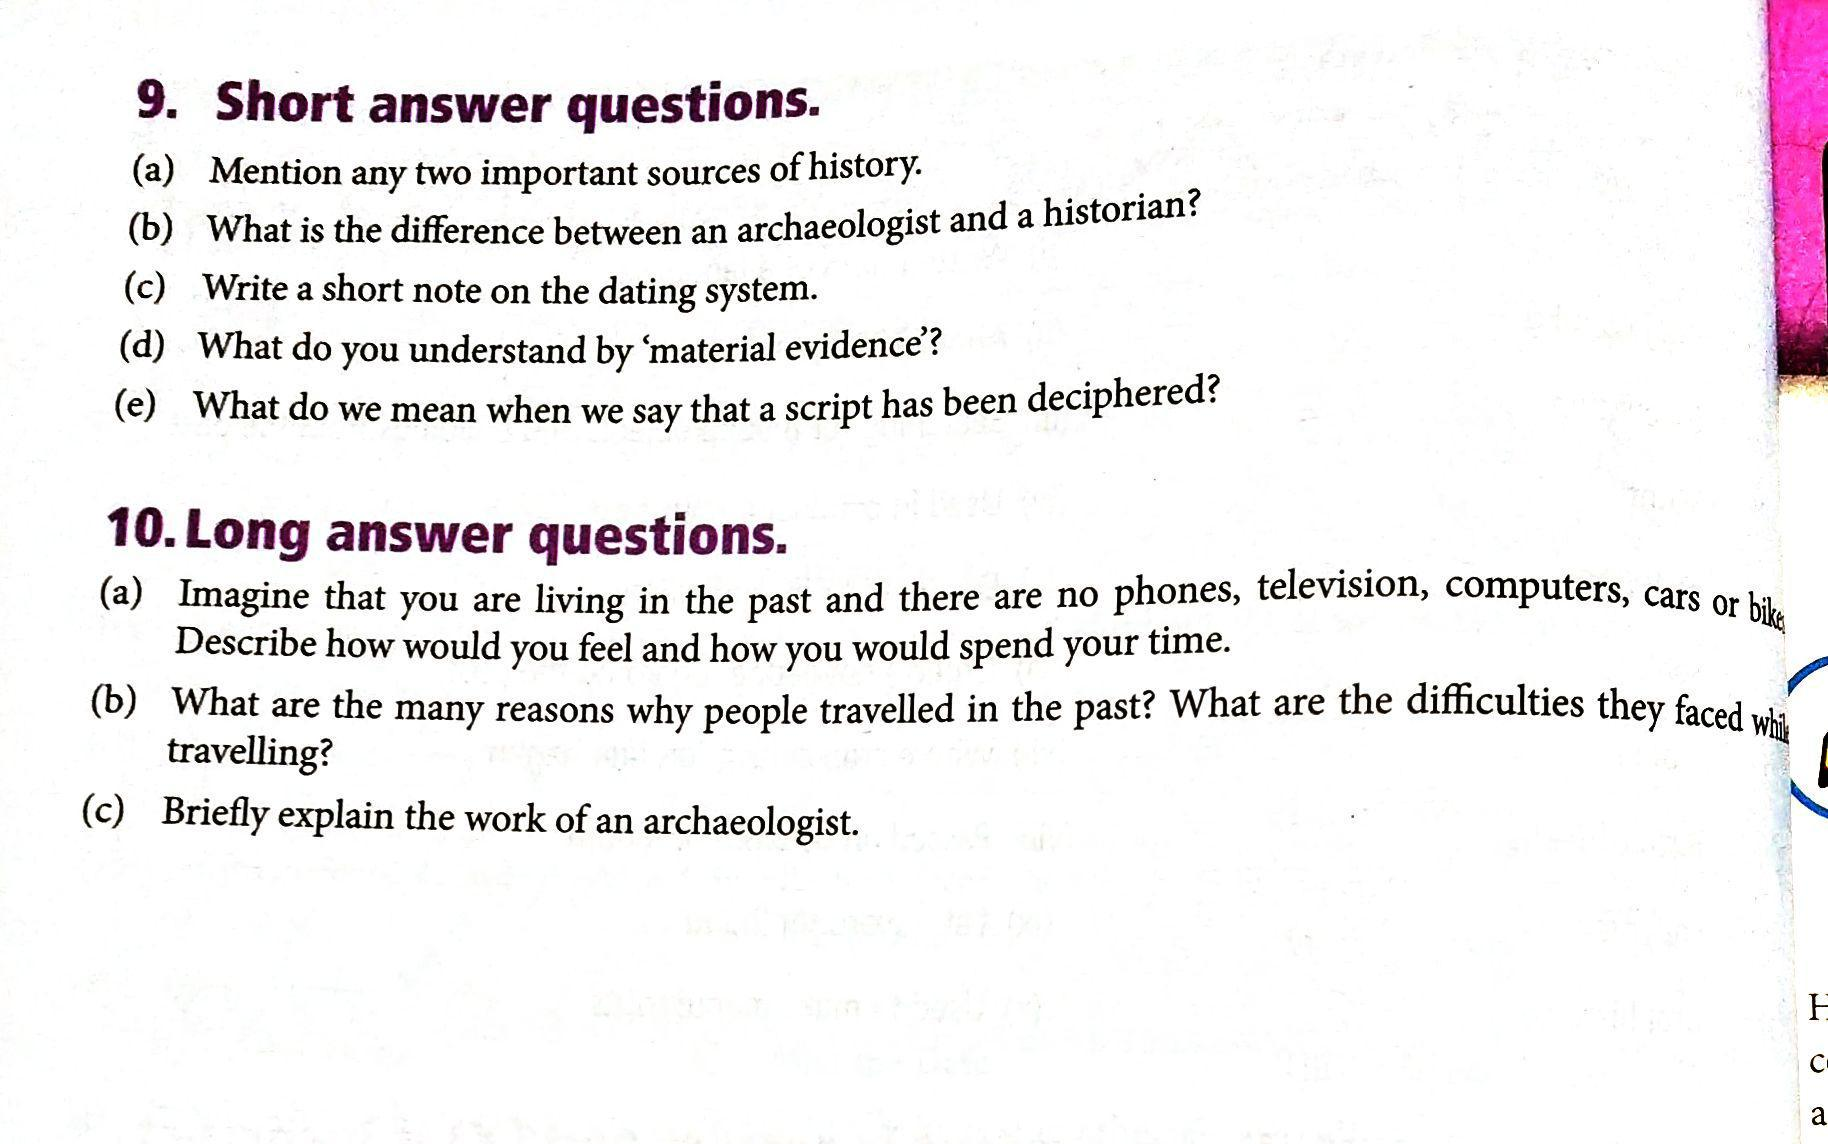 9. Short answer questions.
(a) Mention any two important sources of history.
(b) What is the difference between an archaeologist and a historian?
(c) Write a short note on the dating system.
(d) What do you understand by ‘material evidence’?
(e) What do we mean when we say that a script has been deciphered?
10. Long answer questions.
(a) Imagine that you are living in the past and there are no phones, television, computers, cars or
Describe how would you feel and how you would spend your time.
(b) What are the many reasons why people travelled in the past? What are the difficulties they faced
travelling?
(c) Briefly explain the work of an archaeologist.